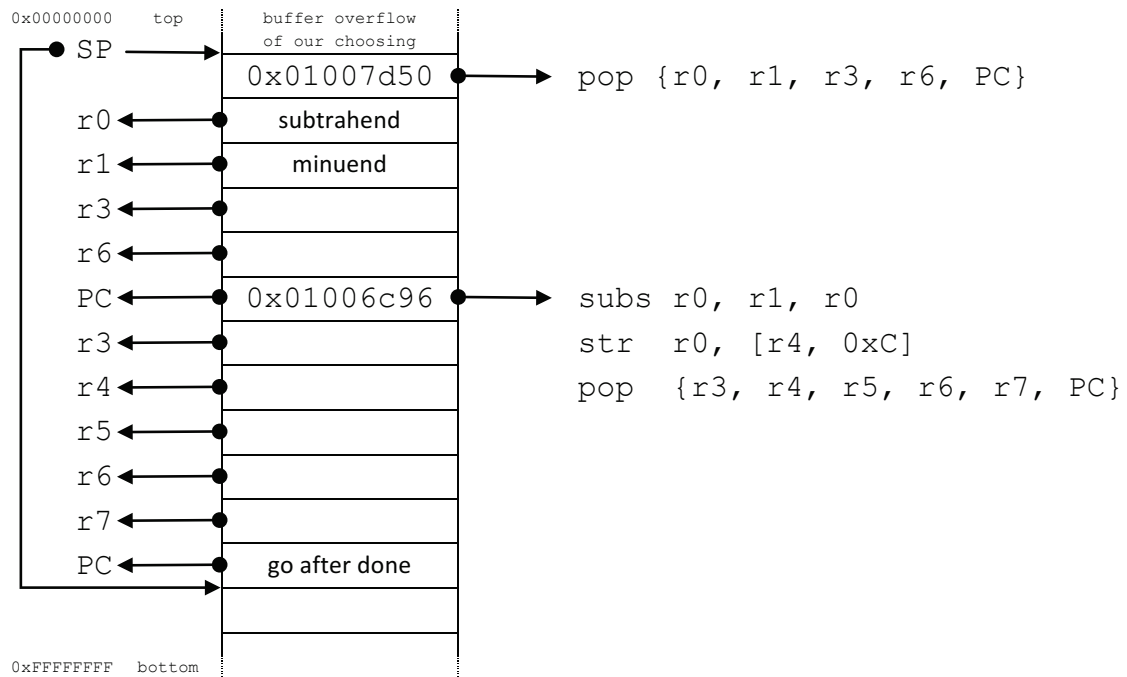 0x00000000 top buffer overflow
of our choosing
SP
0x01007d50 pop {r0, r1, r3, r6, PC}
r0 subtrahend
r1 minuend
r3
r6
PC 0x01006c96 subs r0, r1, r0
r3 str r0, [r4, 0xC]
r4 pop {r3, r4, r5, r6, r7, PC}
r5
r6
r7
PC go after done
0xFFFFFFFF bottom